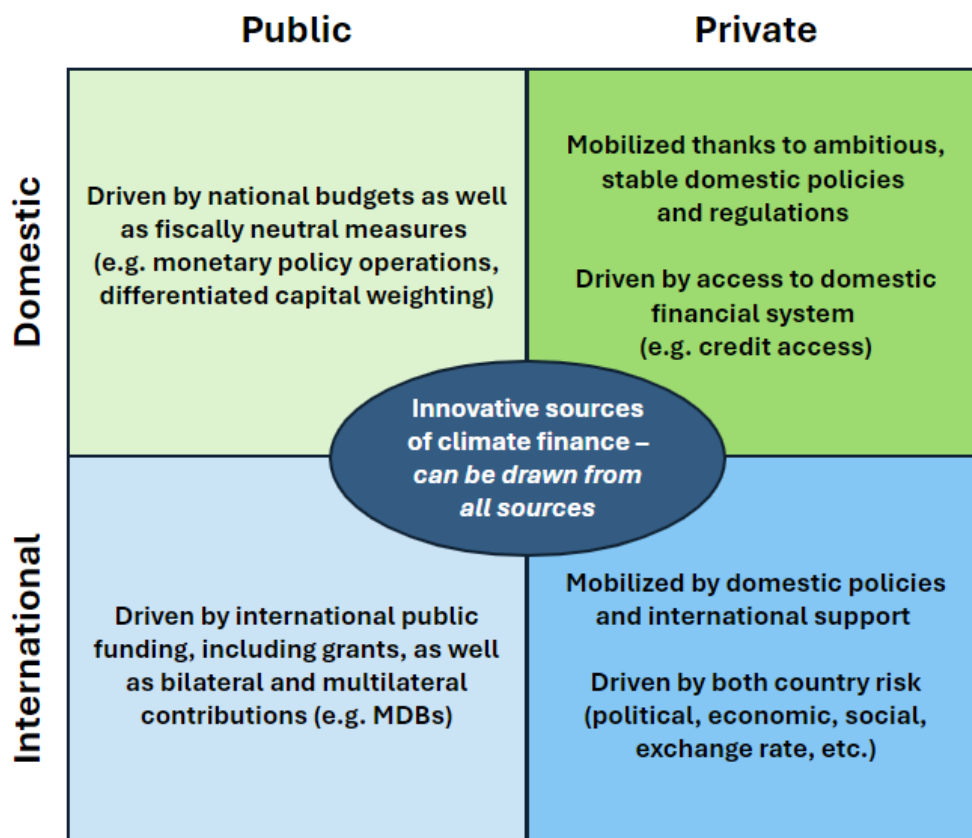 Public
Private
Domestic
Driven by national budgets as well
as fiscally neutral measures
(e.g. monetary policy operations,
differentiated capital weighting)
Mobilized thanks to ambitious,
stable domestic policies
and regulations
Driven by access to domestic
financial system
(e.g. credit access)
Innovative sources
of climate finance –
can be drawn from
all sources
International
Driven by international public
funding, including grants, as well
as bilateral and multilateral
contributions (e.g. MDBs)
Mobilized by domestic policies
and international support
Driven by both country risk
(political, economic, social,
exchange rate, etc.)